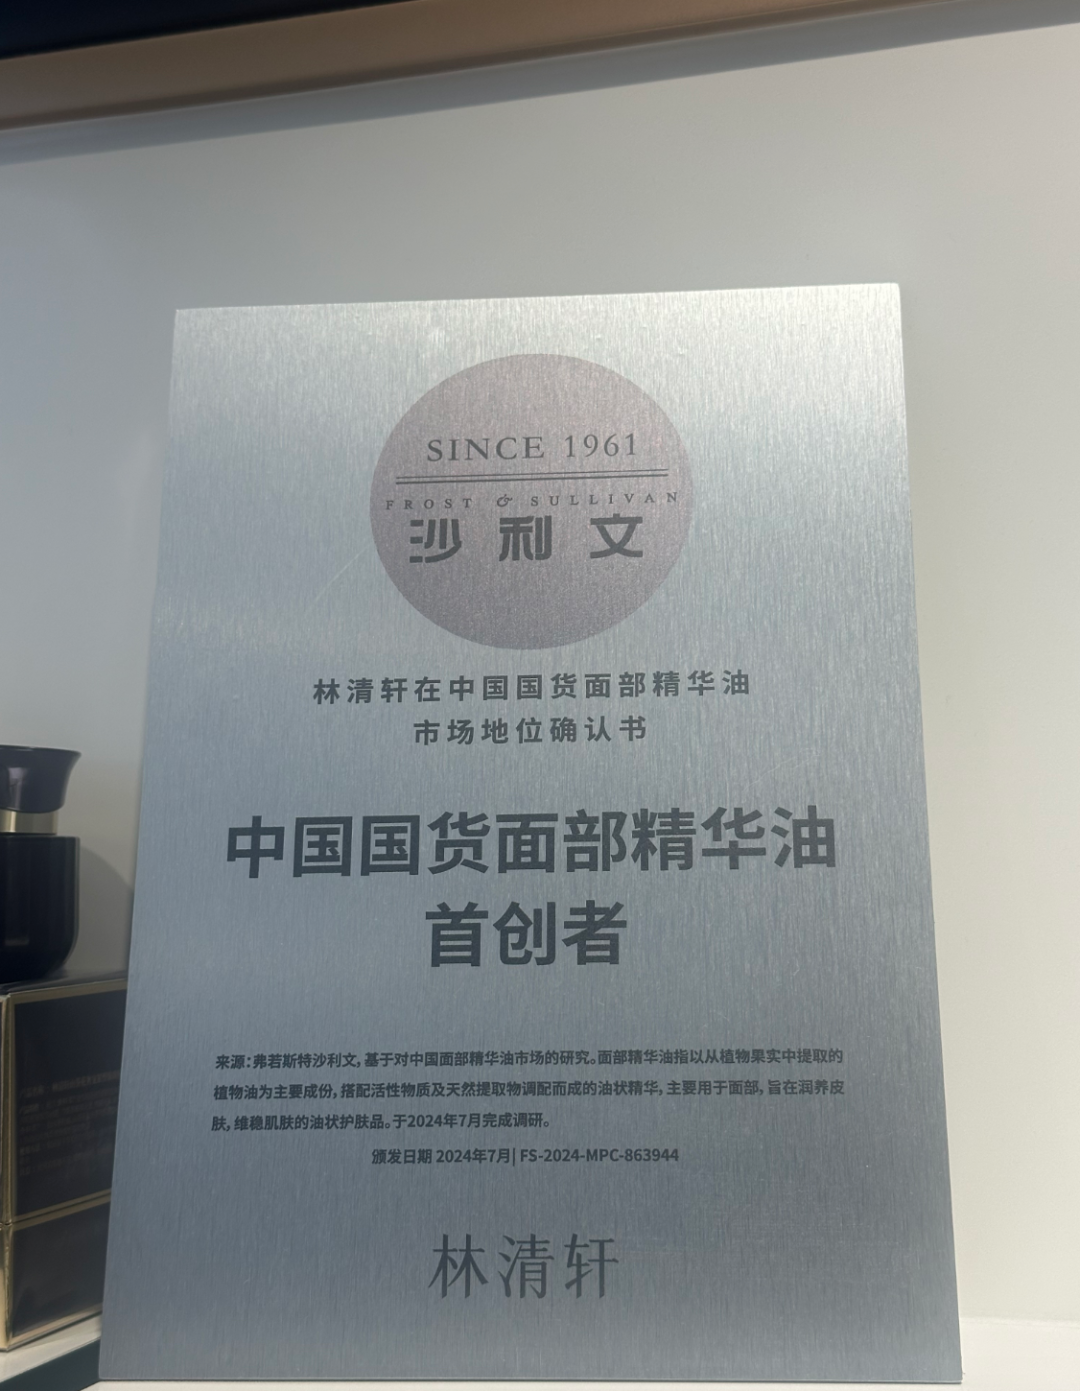 SINCE 1961
FROST & SULLIVAN
沙利文
林清轩在中国国货面部精华油
市场地位确认书
中国国货面部精华油
首创者
来源：弗若斯特沙利文，基于对中国面部精华油市场的研究。面部精华油指以从植物果实中提取的
植物油为主要成份，搭配活性物质及天然提取物调配而成的油状精华，主要用于面部，旨在润养皮
肤，维稳肌肤的油状护肤品。于2024年7月完成调研。
颁发日期 2024年7月| FS-2024-MPC-863944
林清轩